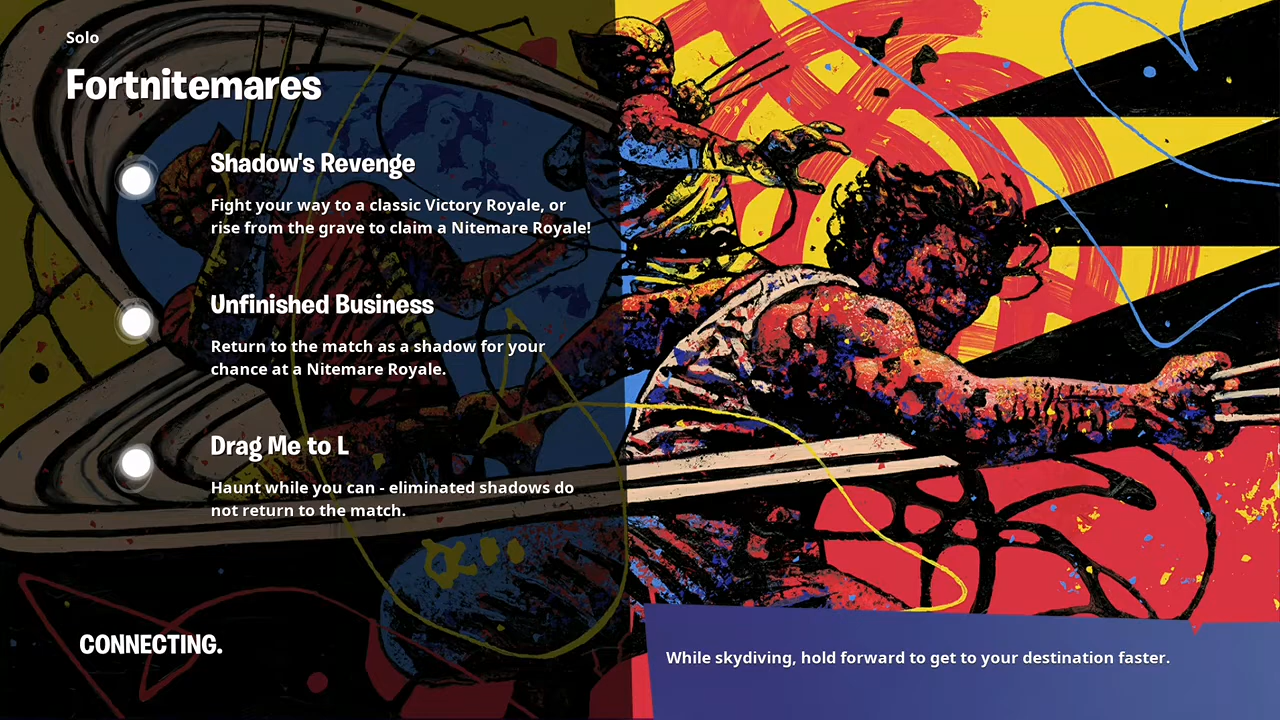 Solo
Fortnitemares
Shadow's Revenge
Fight your way to a classic Victory Royale, or
rise from the grave to claim a Nitemare Royale!
Unfinished Business
Return to the match as a shadow for your
chance at a Nitemare Royale.
Drag Me to L
Haunt while you can - eliminated shadows do
not return to the match.
CONNECTING.
While skydiving, hold forward to get to your destination faster.